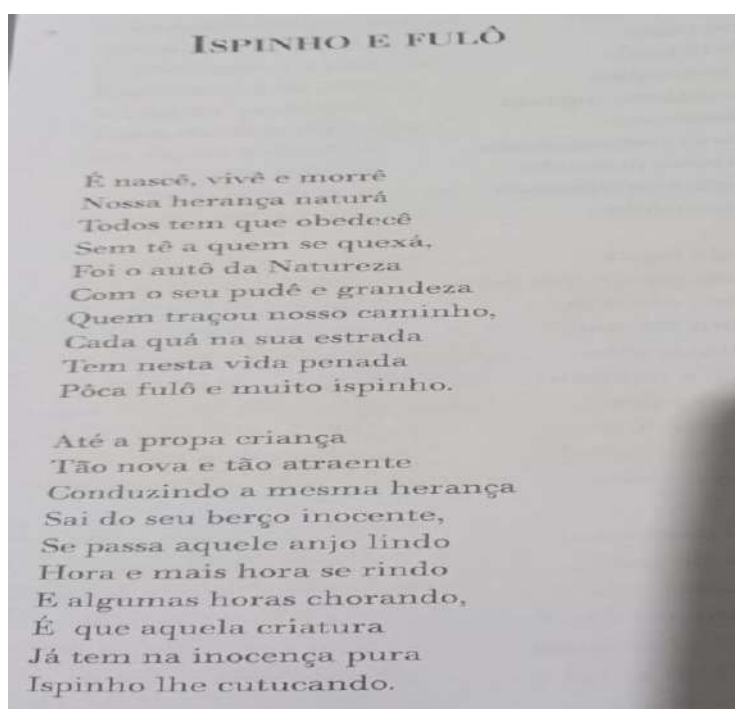 ISPINHO E FULÔ
É nascê, vivê e morrê
Nossa herança naturá
Todos tem que obedecê
Sem tê a quem se quexá,
Foi o autô da Natureza
Com o seu pudê e grandeza
Quem traçou nosso caminho,
Cada quá na sua estrada
Tem nesta vida penada
Pôca fulô e muito ispinho.
Até a propa criança
Tão nova e tão atraente
Conduzindo a mesma herança
Sai do seu berço inocente,
Se passa aquele anjo lindo
Hora e mais hora se rindo
E algumas horas chorando,
É que aquela criatura
Já tem na inocença pura
Ispinho lhe cutucando.